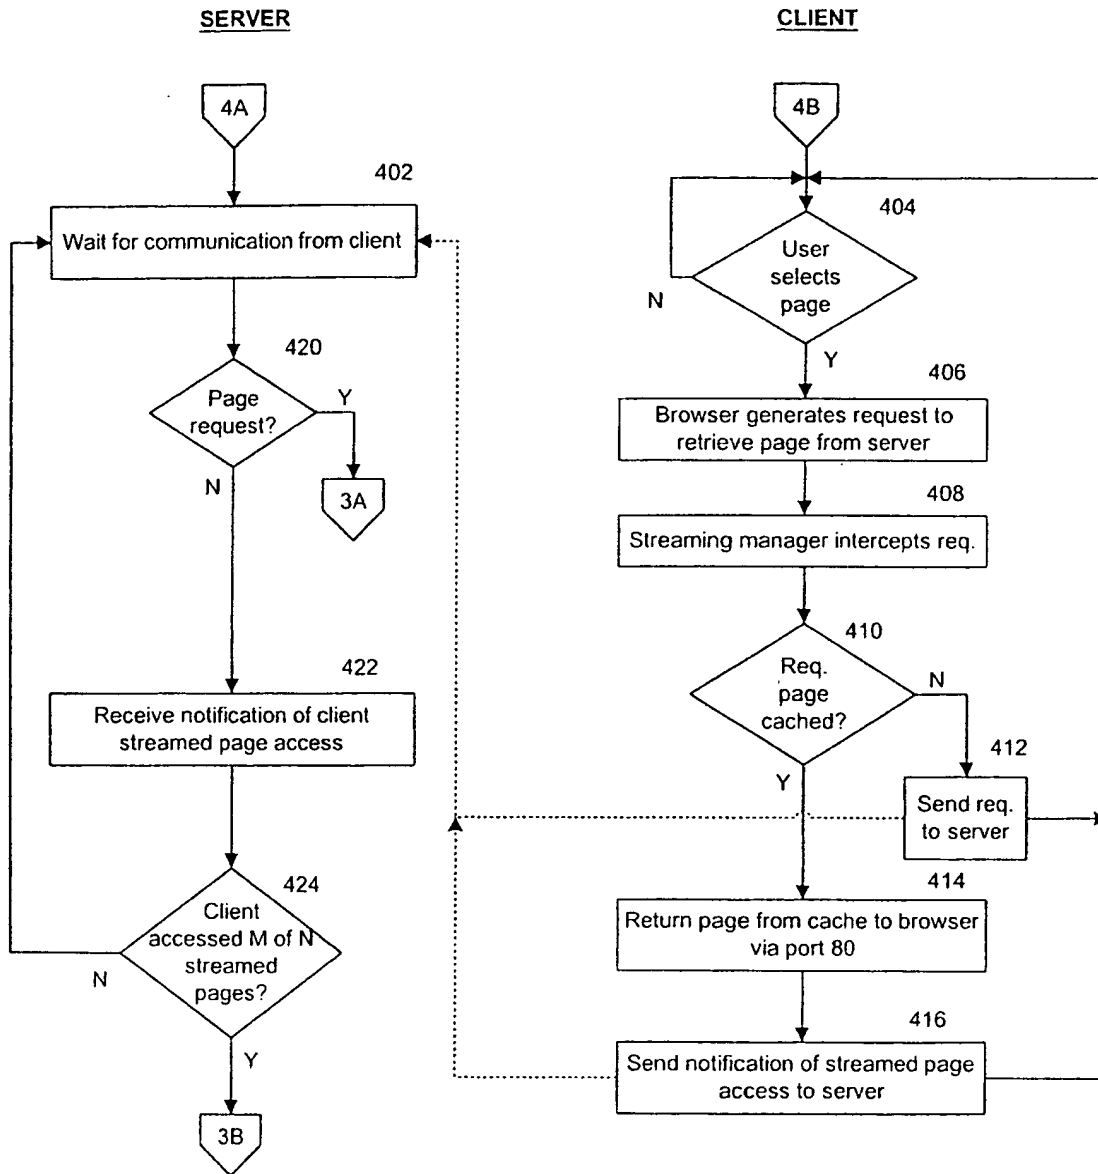 SERVER
4A
402
Wait for communication from client
420
Page
request?
Y
N
3A
422
Receive notification of client
streamed page access
424
Client
accessed M of N
streamed
pages?
N
Y
3B
CLIENT
4B
404
User
selects
page
N
Y
406
Browser generates request to
retrieve page from server
408
Streaming manager intercepts req.
410
Req.
page
cached?
N
Y
412
Send req.
to server
414
Return page from cache to browser
via port 80
416
Send notification of streamed page
access to server